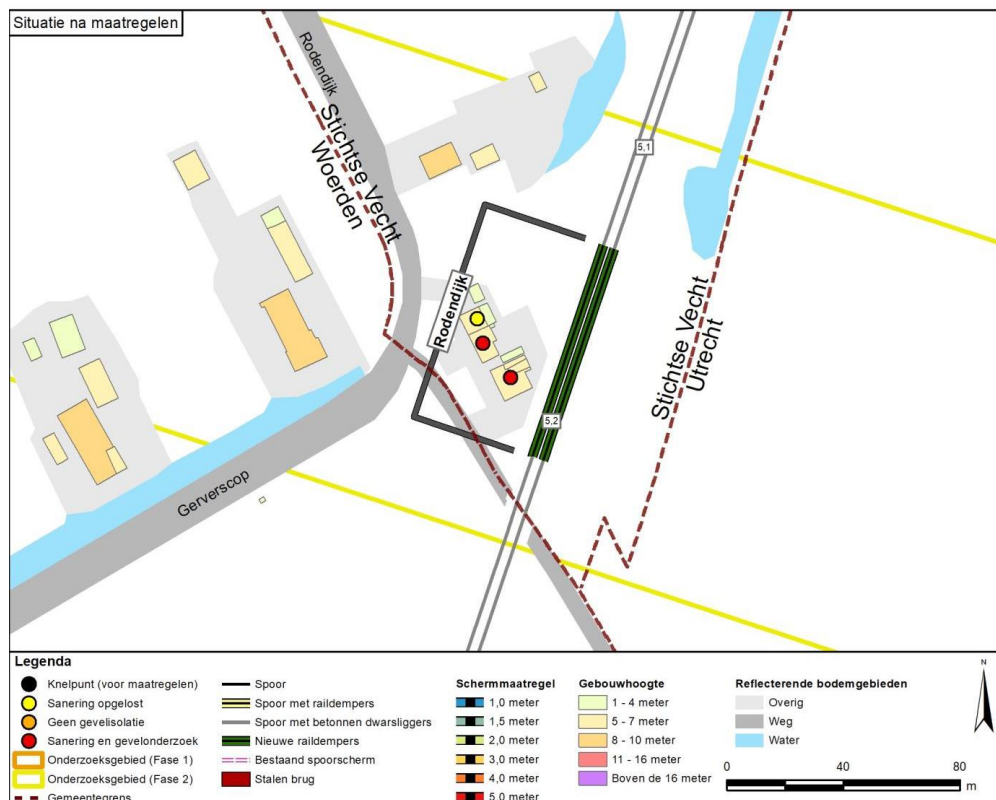 Situatie na maatregelen
Rodendijk
Stichtse Vecht
Woerden
5,1
Rodendijk
Stichtse Vecht
Utrecht
5,2
Gerverscop
Legenda
Knelpunt (voor maatregelen)
Sanering opgelost
Geen gevelisolatie
Sanering en gevelonderzoek
Onderzoeksgebied (Fase 1)
Onderzoeksgebied (Fase 2)
Gemeentegrens
Spoor
Spoor met raildempers
Spoor met betonnen dwarsliggers
Nieuwe raildempers
Bestaand spoorscherm
Stalen brug
Schermmaatregel
1,0 meter
1,5 meter
2,0 meter
3,0 meter
4,0 meter
5,0 meter
Gebouwhoogte
1 - 4 meter
5 - 7 meter
8 - 10 meter
11 - 16 meter
Boven de 16 meter
Reflecterende bodemgebieden
Overig
Weg
Water
N
0 40 80
m